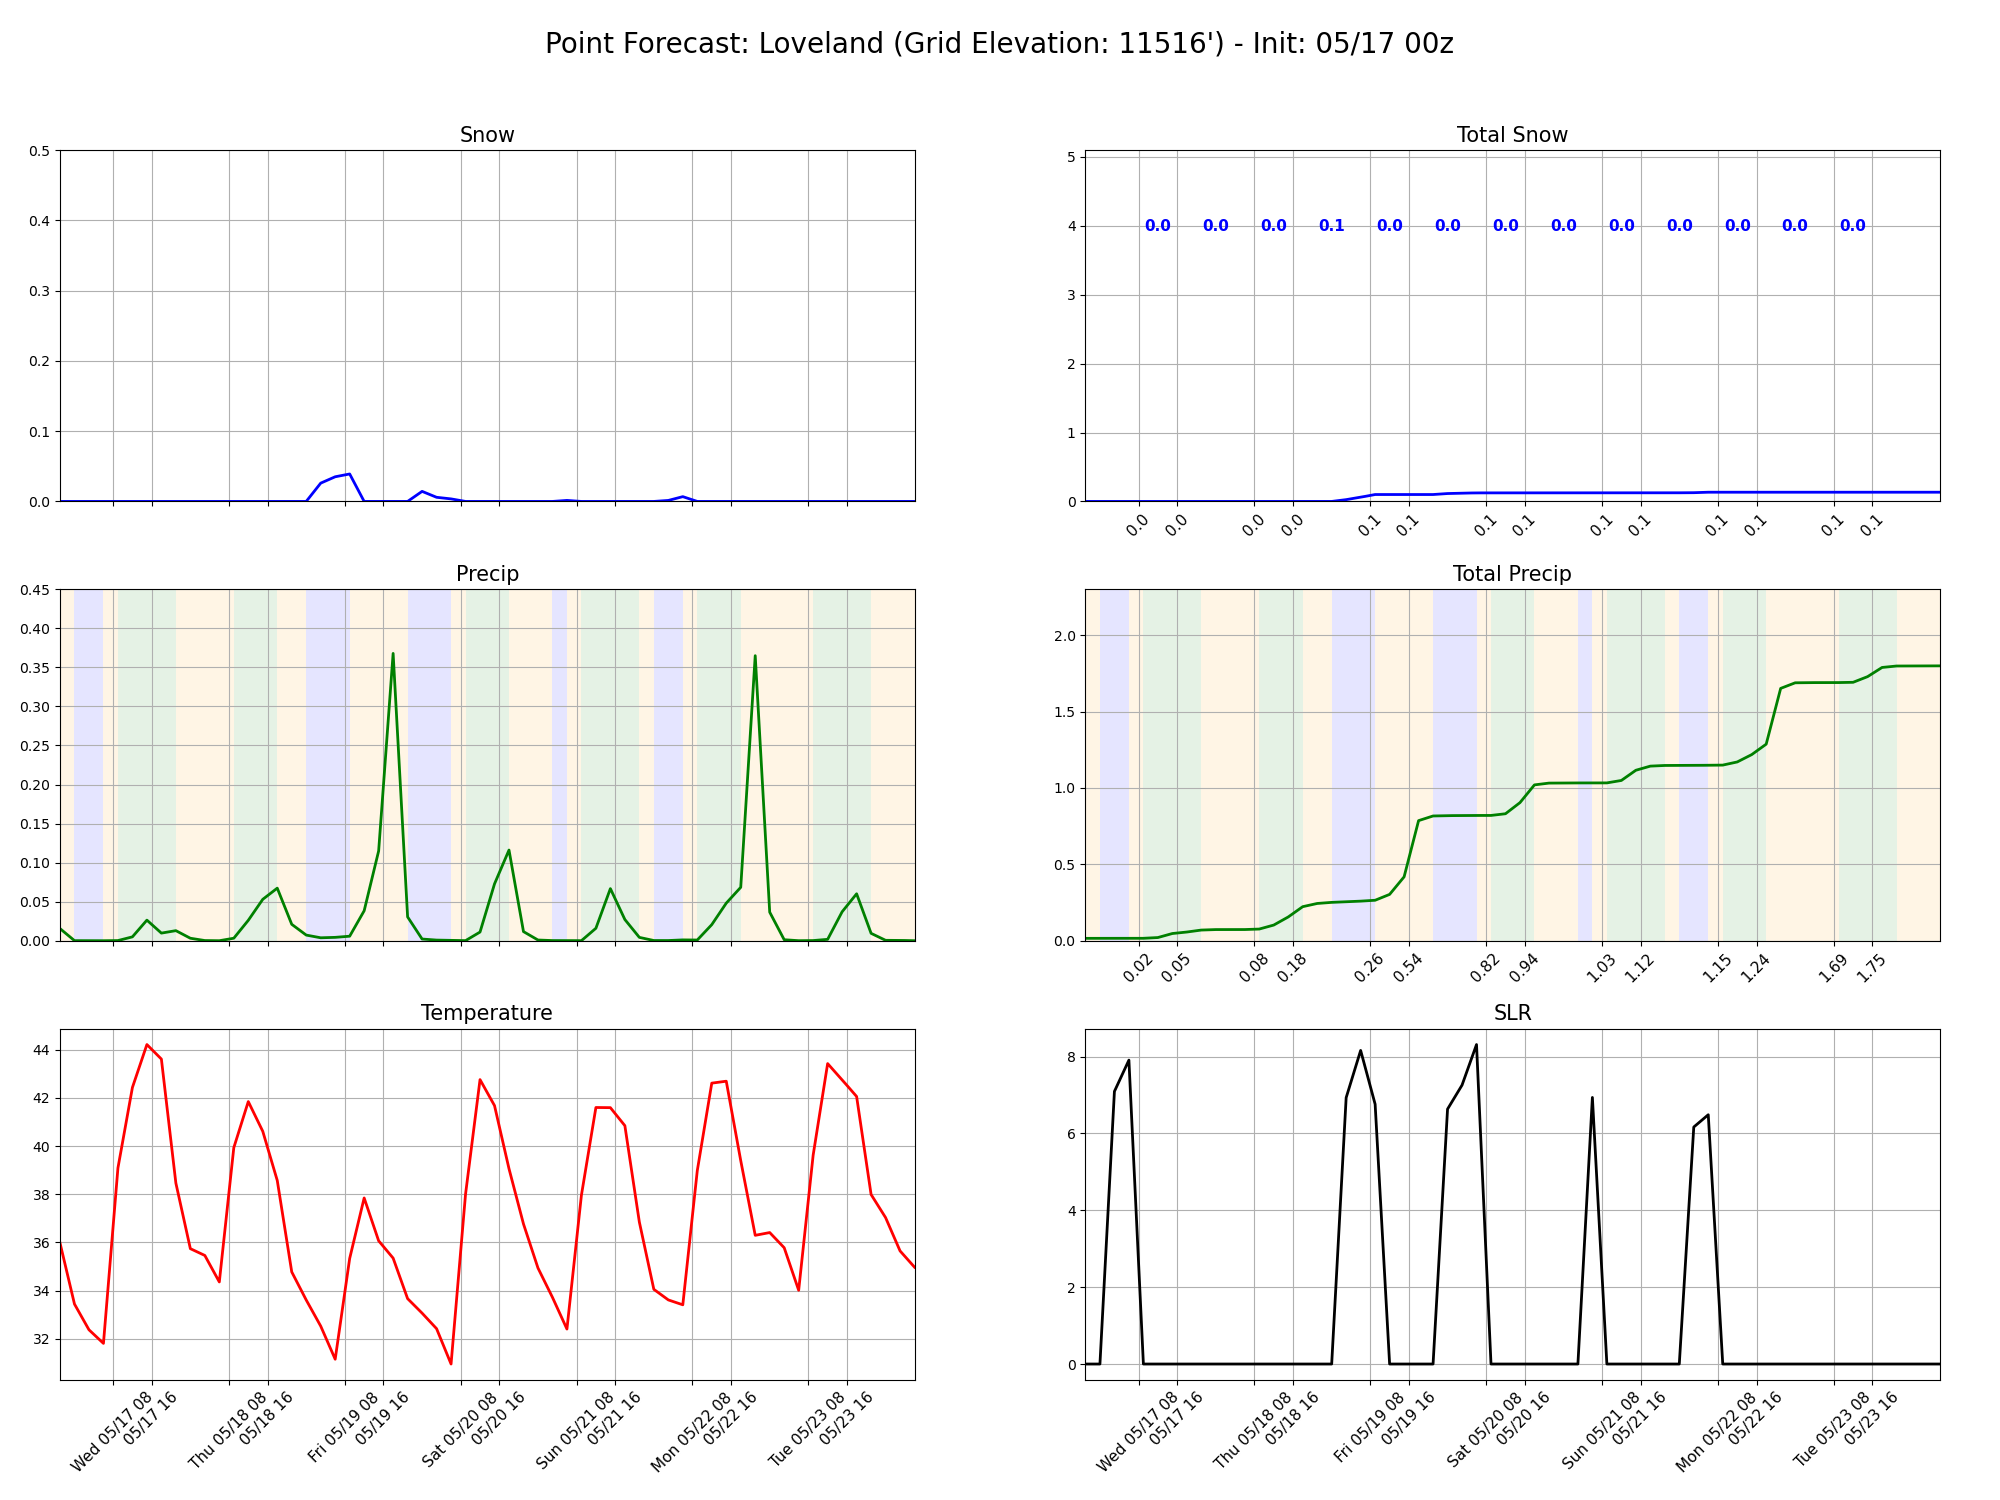 Point Forecast: Loveland (Grid Elevation: 11516') - Init: 05/17 00z
Snow
0.5
0.4
0.3
0.2
0.1
0.0
Total Snow
5
4
3
2
1
0
0.0 0.0 0.0 0.1 0.0 0.0 0.0 0.0 0.0 0.0 0.0 0.0 0.0
0.0 0.0 0.0 0.0 0.1 0.1 0.1 0.1 0.1 0.1 0.1 0.1 0.1 0.1
Precip
0.45
0.40
0.35
0.30
0.25
0.20
0.15
0.10
0.05
0.00
Total Precip
2.0
1.5
1.0
0.5
0.0
0.02 0.05 0.08 0.18 0.26 0.54 0.82 0.94 1.03 1.12 1.15 1.24 1.69 1.75
Temperature
44
42
40
38
36
34
32
Wed 05/17 08
05/17 16
Thu 05/18 08
05/18 16
Fri 05/19 08
05/19 16
Sat 05/20 08
05/20 16
Sun 05/21 08
05/21 16
Mon 05/22 08
05/22 16
Tue 05/23 08
05/23 16
SLR
8
6
4
2
0
Wed 05/17 08
05/17 16
Thu 05/18 08
05/18 16
Fri 05/19 08
05/19 16
Sat 05/20 08
05/20 16
Sun 05/21 08
05/21 16
Mon 05/22 08
05/22 16
Tue 05/23 08
05/23 16